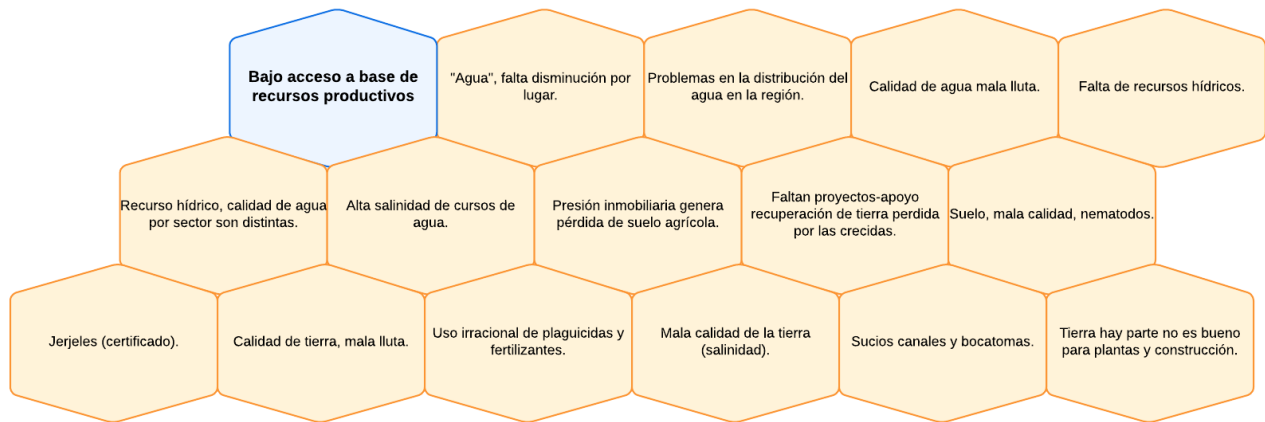 Bajo acceso a base de
recursos productivos
"Agua", falta disminución por
lugar.
Problemas en la distribución del
agua en la región.
Calidad de agua mala lluta.
Falta de recursos hídricos.
Recurso hídrico, calidad de agua
por sector son distintas.
Alta salinidad de cursos de
agua.
Presión inmobiliaria genera
pérdida de suelo agrícola.
Faltan proyectos-apoyo
recuperación de tierra perdida
por las crecidas.
Suelo, mala calidad, nematodos.
Jerjeles (certificado).
Calidad de tierra, mala lluta.
Uso irracional de plaguicidas y
fertilizantes.
Mala calidad de la tierra
(salinidad).
Sucios canales y bocatomas.
Tierra hay parte no es bueno
para plantas y construcción.